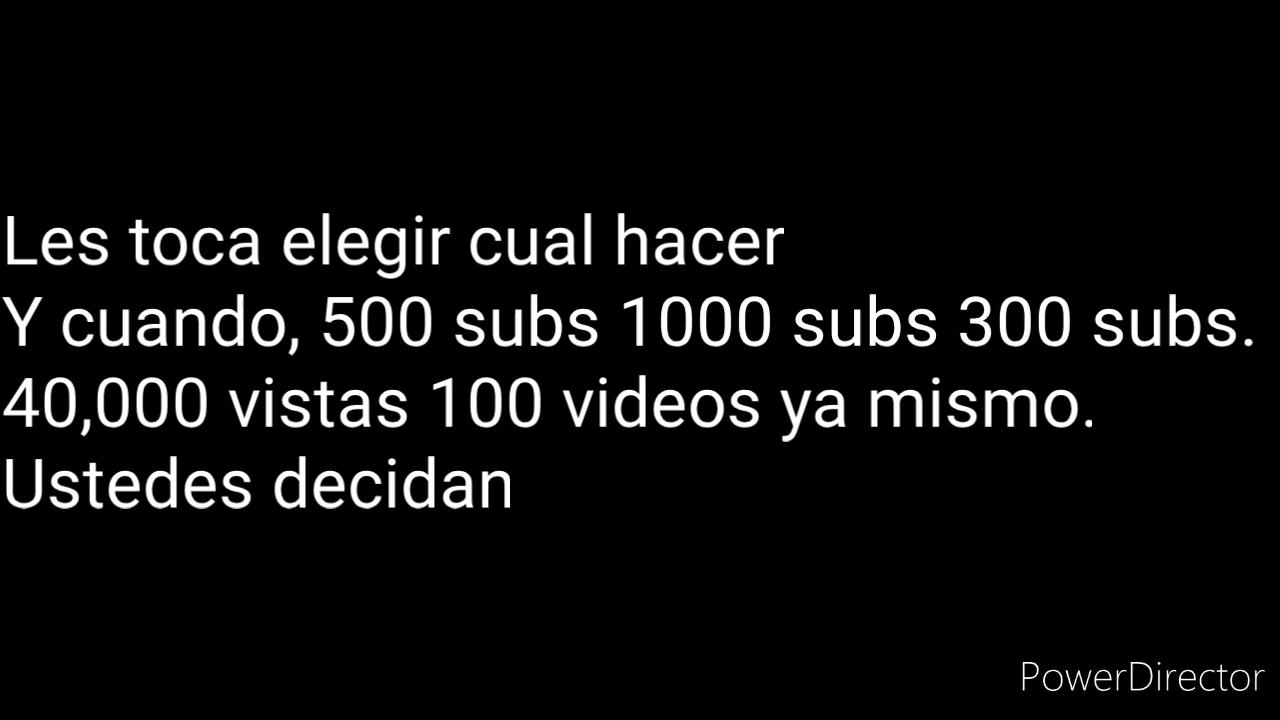 Les toca elegir cual hacer
Y cuando, 500 subs 1000 subs 300 subs.
40,000 vistas 100 videos ya mismo.
Ustedes decidan
PowerDirector